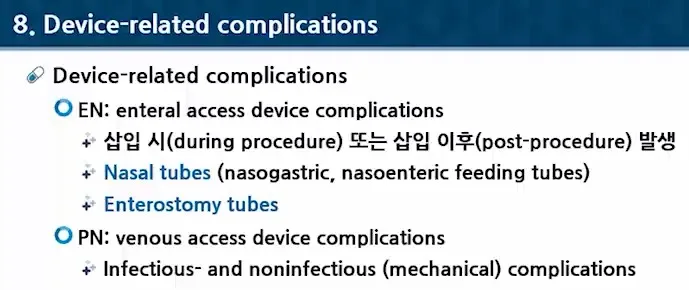 8. Device-related complications
Device-related complications
EN: enteral access device complications
삽입 시(during procedure) 또는 삽입 이후(post-procedure) 발생
Nasal tubes (nasogastric, nasoenteric feeding tubes)
Enterostomy tubes
PN: venous access device complications
Infectious- and noninfectious (mechanical) complications